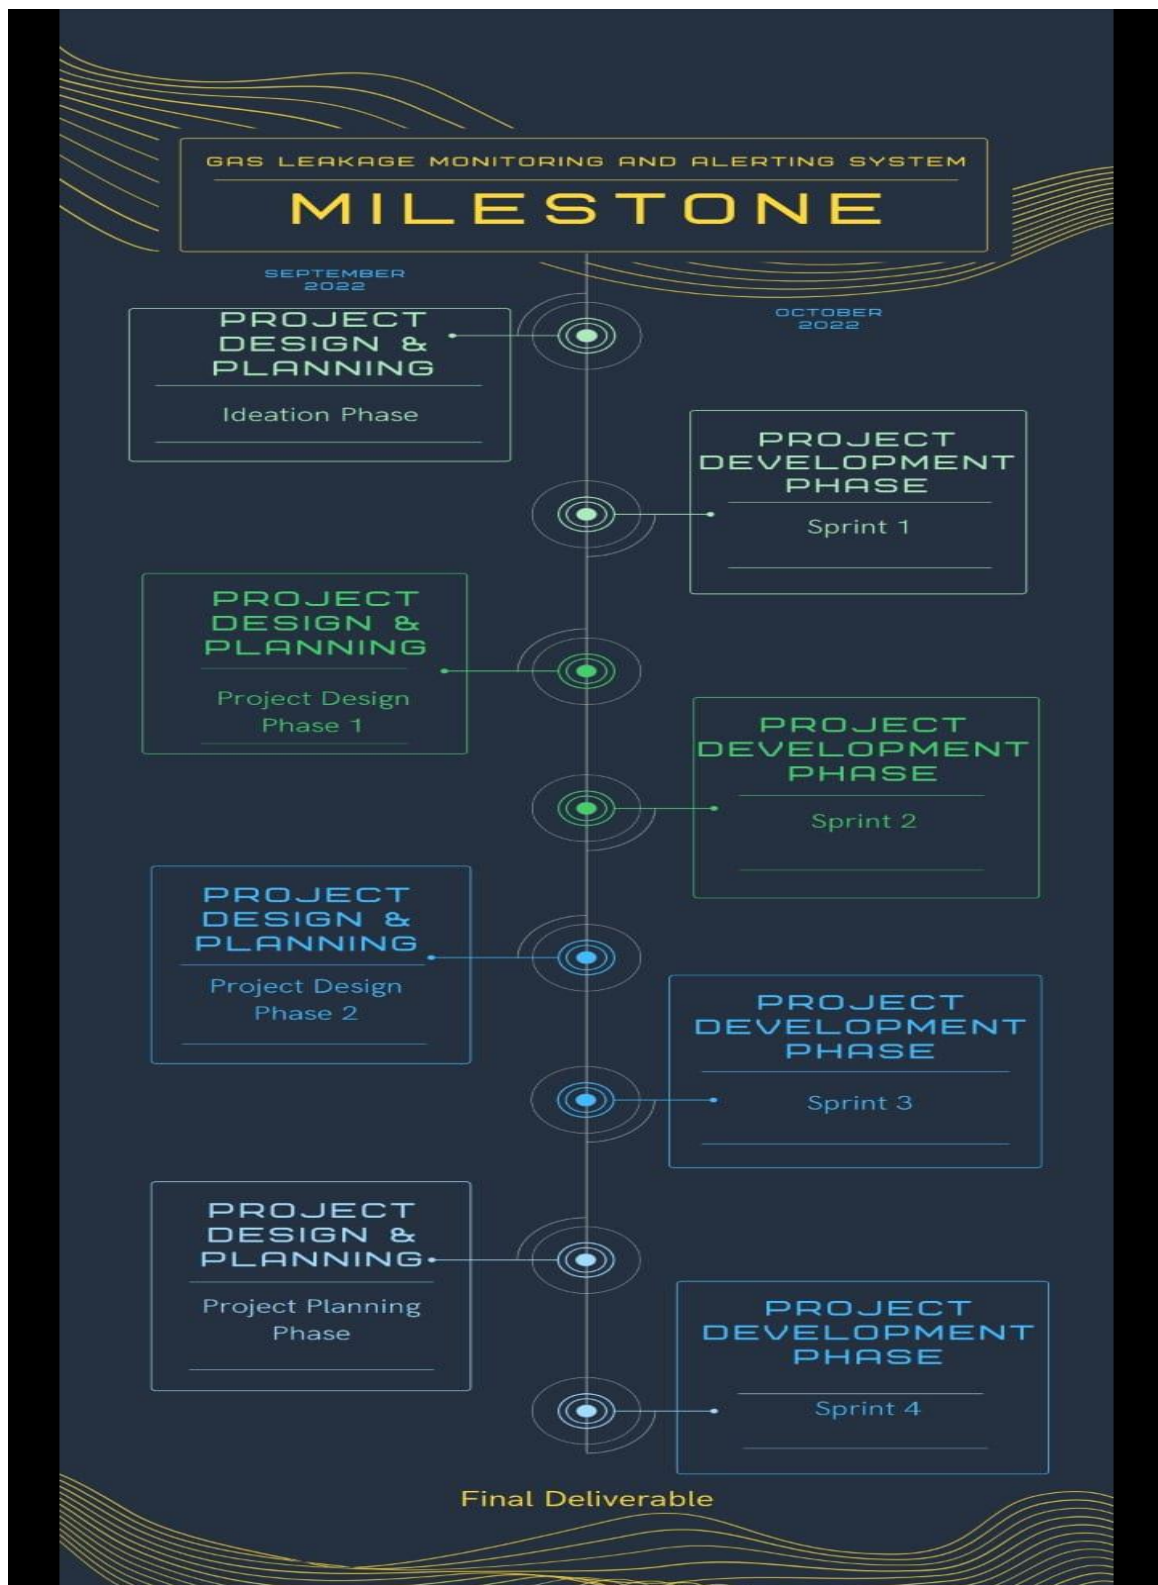 GAS LEAKAGE MONITORING AND ALERTING SYSTEM
MILESTONE
SEPTEMBER
2022
OCTOBER
2022
PROJECT
DESIGN &
PLANNING
Ideation Phase
PROJECT
DEVELOPMENT
PHASE
Sprint 1
PROJECT
DESIGN &
PLANNING
Project Design
Phase 1
PROJECT
DEVELOPMENT
PHASE
Sprint 2
PROJECT
DESIGN &
PLANNING
Project Design
Phase 2
PROJECT
DEVELOPMENT
PHASE
Sprint 3
PROJECT
DESIGN &
PLANNING
Project Planning
Phase
PROJECT
DEVELOPMENT
PHASE
Sprint 4
Final Deliverable